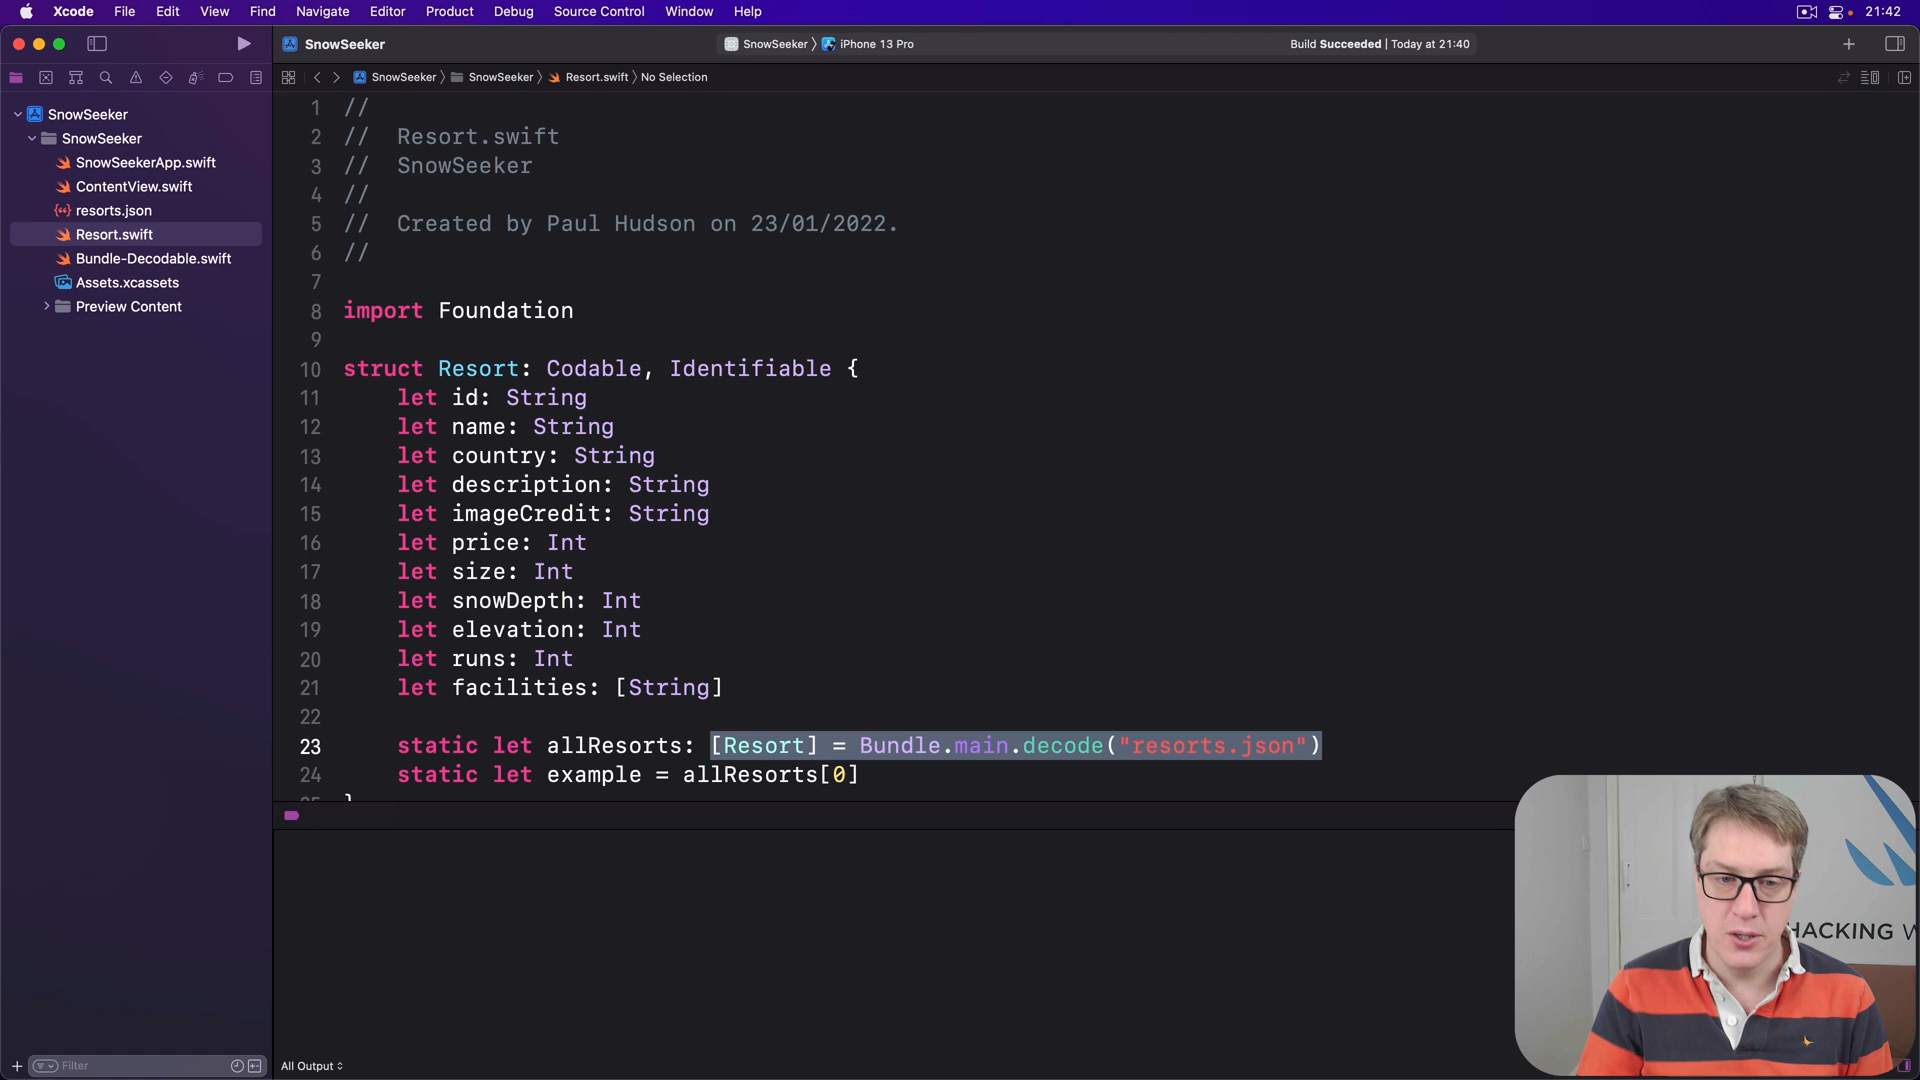 Xcode File Edit View Find Navigate Editor Product Debug Source Control Window Help 21:42
SnowSeeker SnowSeeker iPhone 13 Pro Build Succeeded | Today at 21:40
SnowSeeker SnowSeeker Resort.swift No Selection
SnowSeeker
SnowSeeker
SnowSeekerApp.swift
ContentView.swift
resorts.json
Resort.swift
Bundle-Decodable.swift
Assets.xcassets
Preview Content
1 //
2 // Resort.swift
3 // SnowSeeker
4 //
5 // Created by Paul Hudson on 23/01/2022.
6 //
7
8 import Foundation
9
10 struct Resort: Codable, Identifiable {
11 let id: String
12 let name: String
13 let country: String
14 let description: String
15 let imageCredit: String
16 let price: Int
17 let size: Int
18 let snowDepth: Int
19 let elevation: Int
20 let runs: Int
21 let facilities: [String]
22
23 static let allResorts: [Resort] = Bundle.main.decode("resorts.json")
24 static let example = allResorts[0]
25 }
HACKING W
Filter
All Output